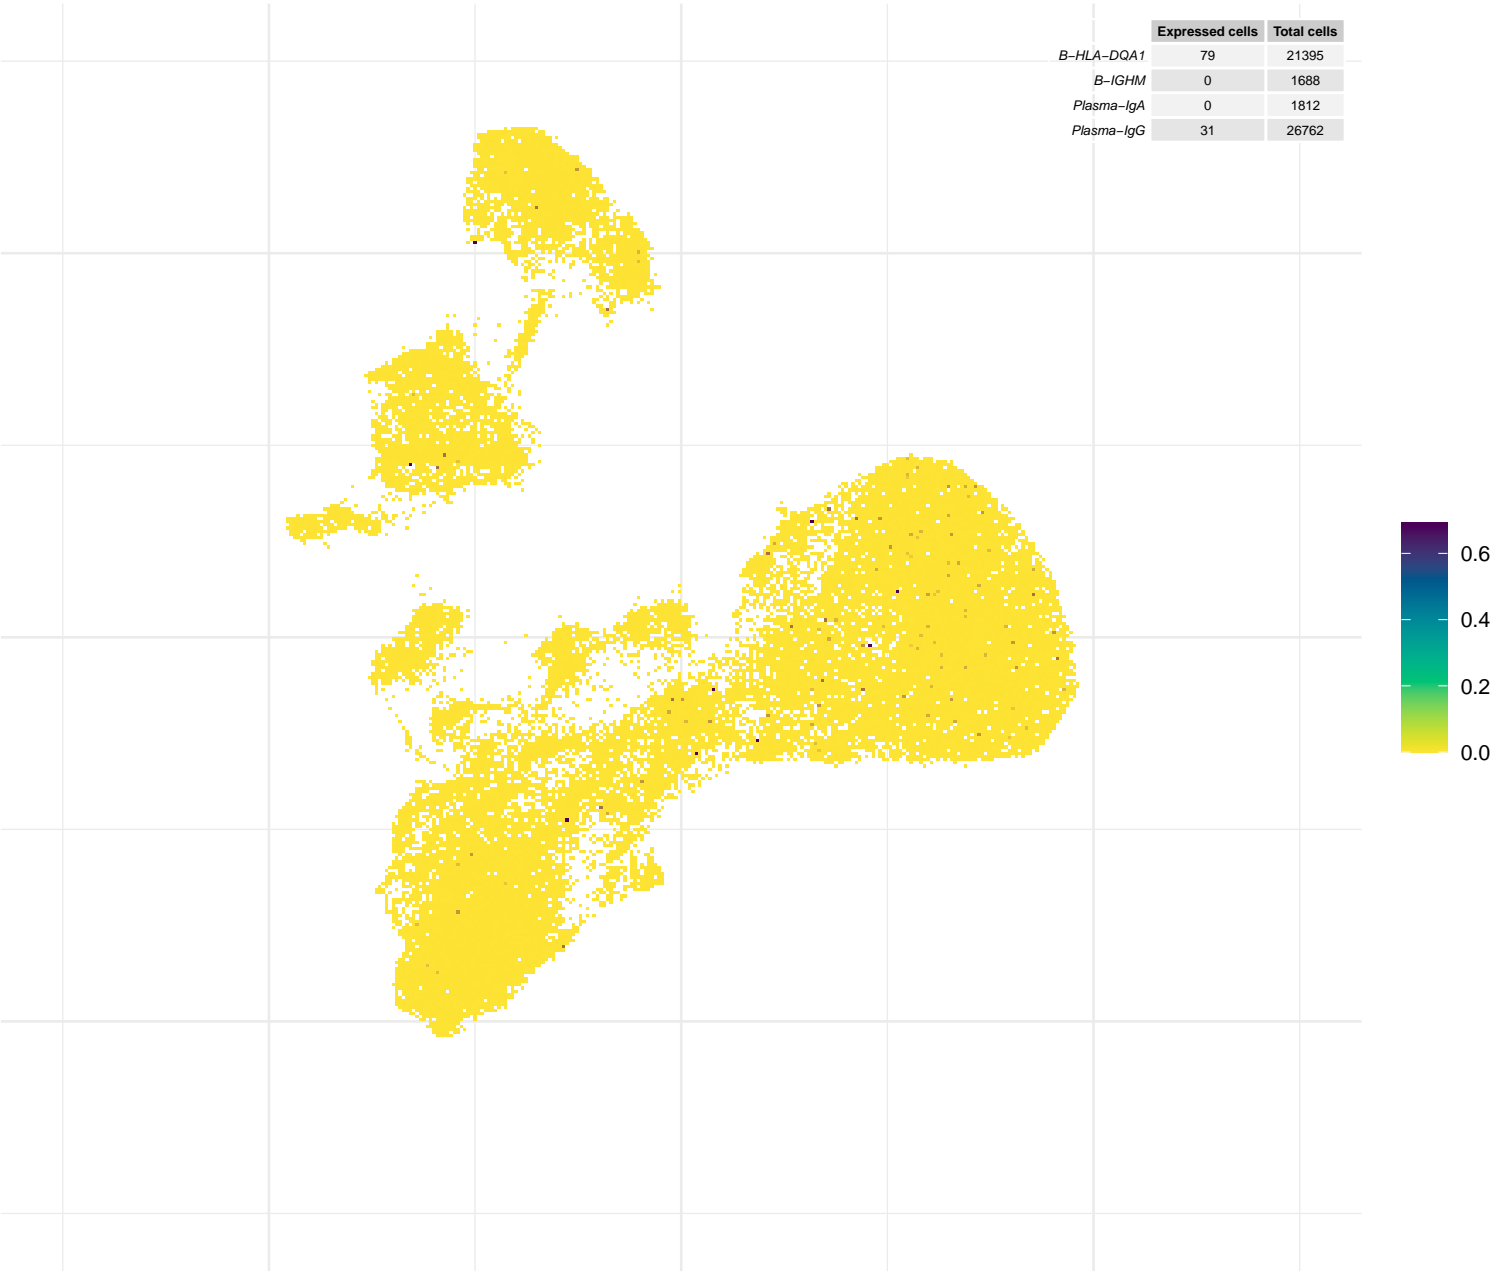 Expressed cells Total cells
B−HLA−DQA1 79 21395
B−IGHM 0 1688
Plasma−IgA 0 1812
Plasma−IgG 31 26762
0.6
0.4
0.2
0.0